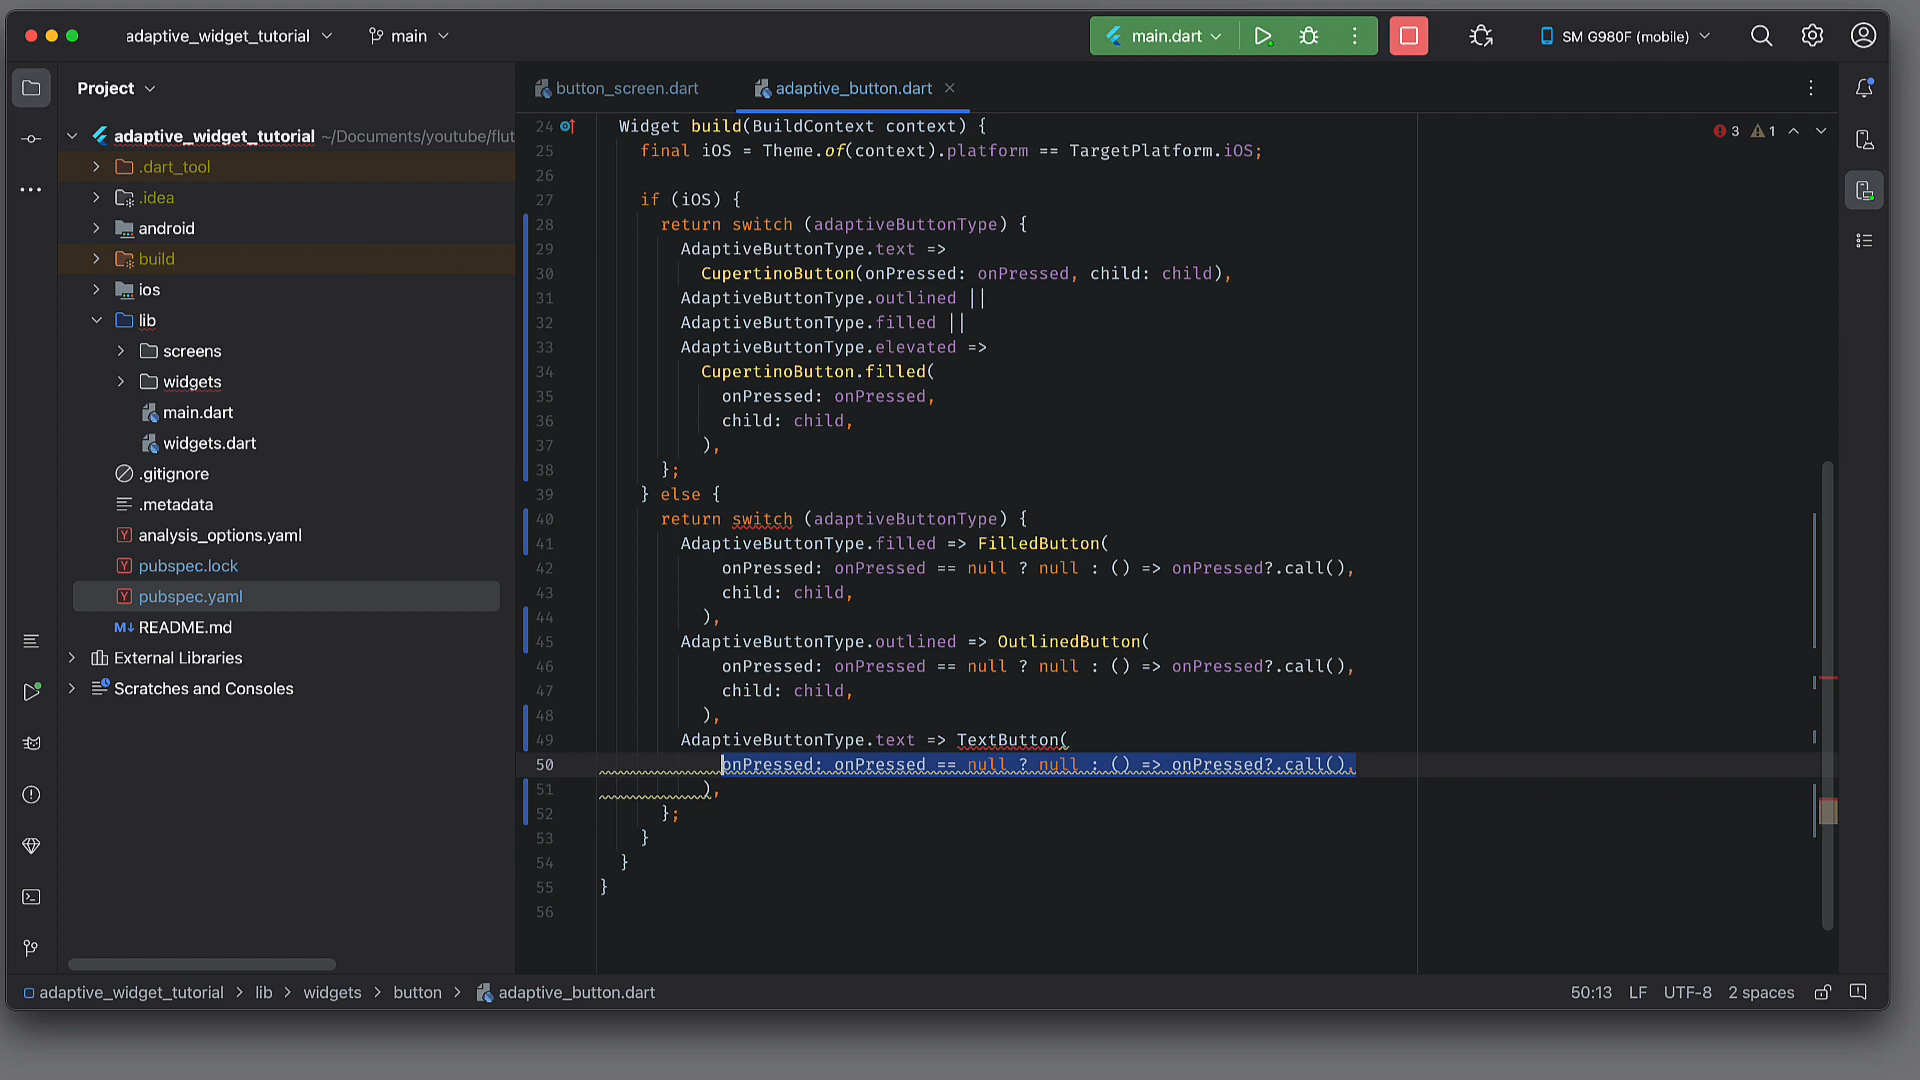 adaptive_widget_tutorial
main
main.dart
SM G980F (mobile)
Project
button_screen.dart
adaptive_button.dart
adaptive_widget_tutorial ~/Documents/youtube/flut
.dart_tool
.idea
android
build
ios
lib
screens
widgets
main.dart
widgets.dart
.gitignore
.metadata
analysis_options.yaml
pubspec.lock
pubspec.yaml
README.md
External Libraries
Scratches and Consoles
3 1
24 Widget build(BuildContext context) {
25 final iOS = Theme.of(context).platform == TargetPlatform.iOS;
26
27 if (iOS) {
28 return switch (adaptiveButtonType) {
29 AdaptiveButtonType.text =>
30 CupertinoButton(onPressed: onPressed, child: child),
31 AdaptiveButtonType.outlined ||
32 AdaptiveButtonType.filled ||
33 AdaptiveButtonType.elevated =>
34 CupertinoButton.filled(
35 onPressed: onPressed,
36 child: child,
37 ),
38 };
39 } else {
40 return switch (adaptiveButtonType) {
41 AdaptiveButtonType.filled => FilledButton(
42 onPressed: onPressed == null ? null : () => onPressed?.call(),
43 child: child,
44 ),
45 AdaptiveButtonType.outlined => OutlinedButton(
46 onPressed: onPressed == null ? null : () => onPressed?.call(),
47 child: child,
48 ),
49 AdaptiveButtonType.text => TextButton(
50 onPressed: onPressed == null ? null : () => onPressed?.call(),
51 ),
52 };
53 }
54 }
55 }
56
adaptive_widget_tutorial > lib > widgets > button > adaptive_button.dart
50:13 LF UTF-8 2 spaces